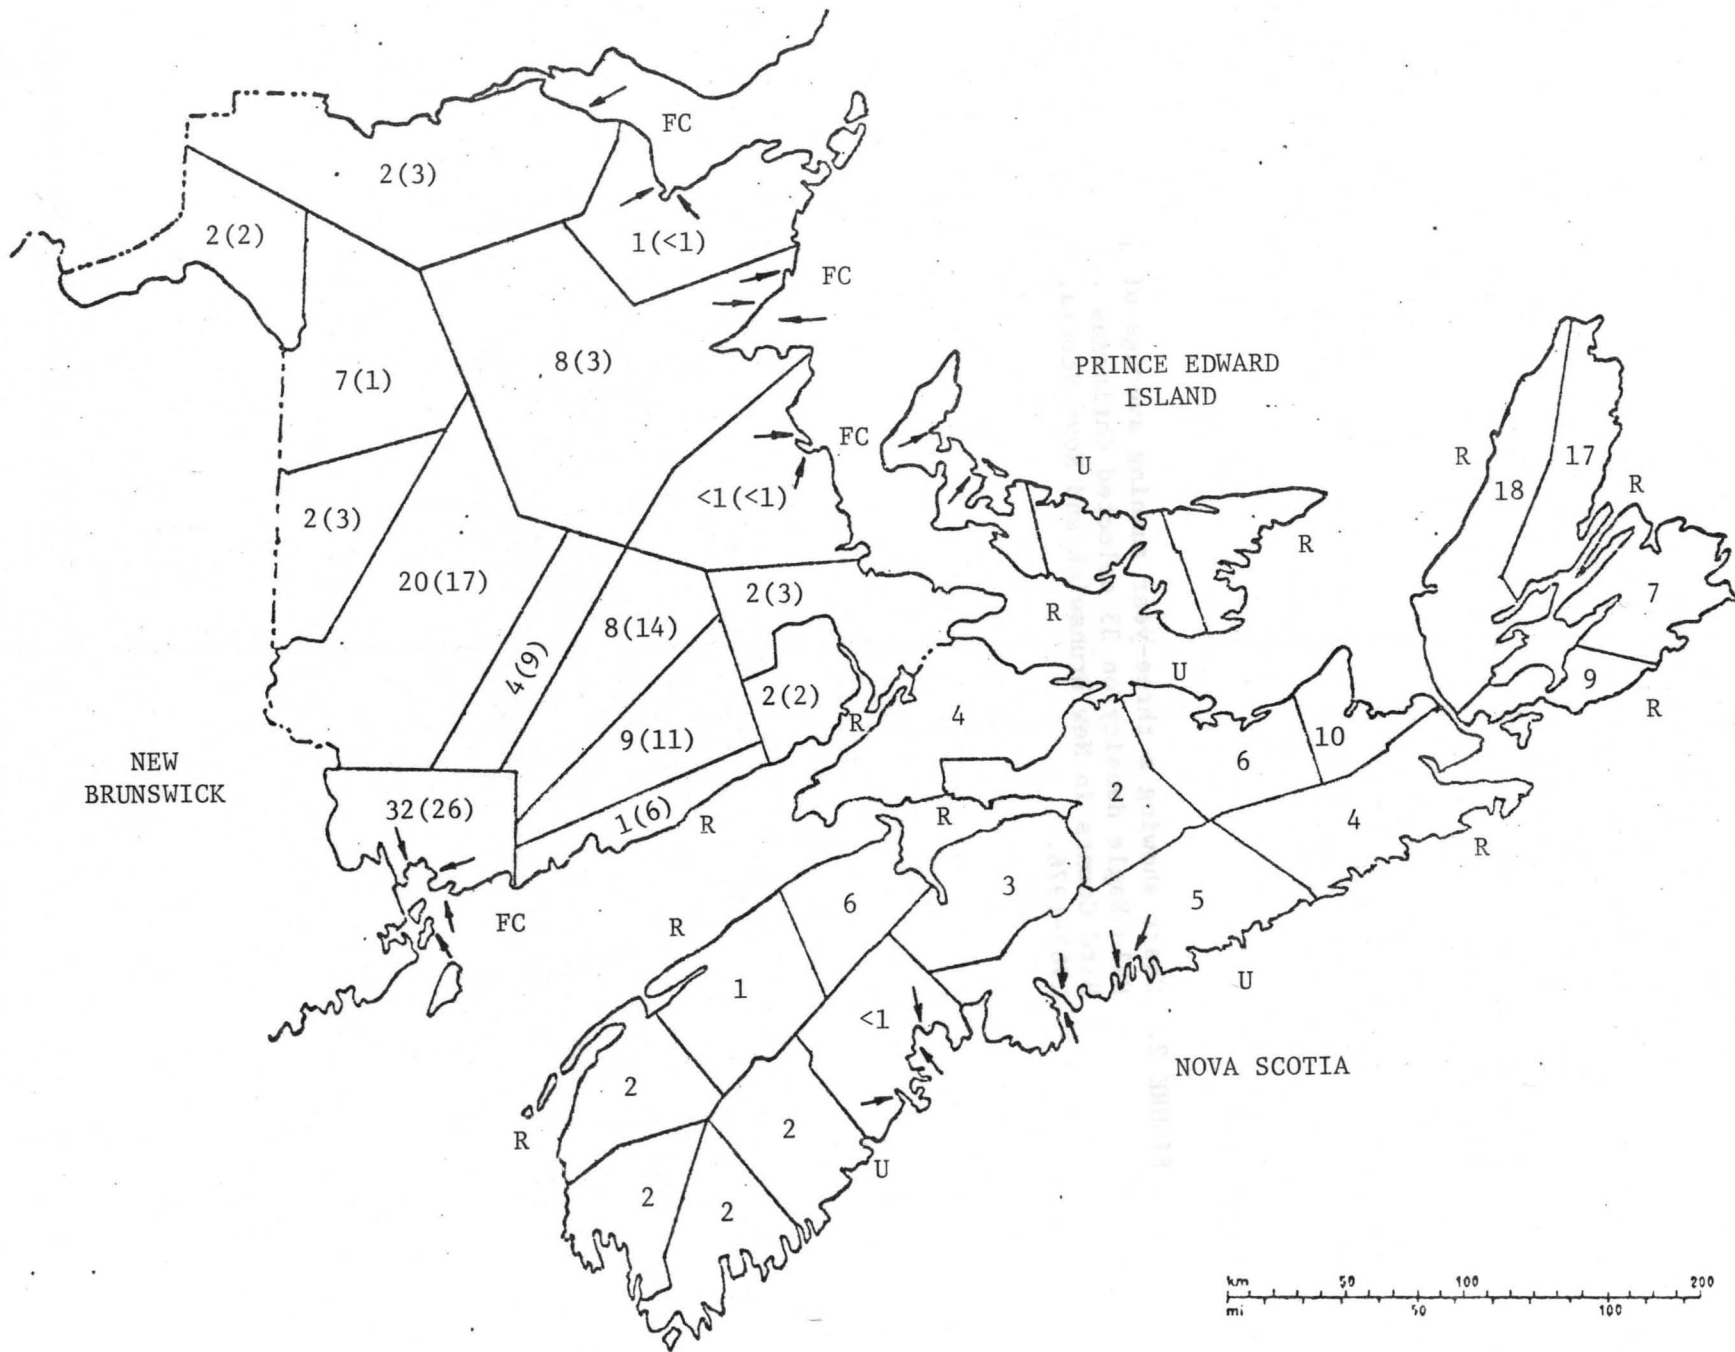 FC
2(3)
2(2)
1(<1)
FC
7(1)
8(3)
PRINCE EDWARD
ISLAND
FC
U
R
17
18
R
<1(<1)
2(3)
R
20(17)
2(3)
R
7
8(14)
4(9)
U
9
2(2)
R
4
R
10
9(11)
6
NEW
BRUNSWICK
2
32(26)
1(6)
R
R
4
R
3
6
5
FC
R
U
1
<1
NOVA SCOTIA
2
2
R
U
2
2
km 50 100 200
mi 50 100